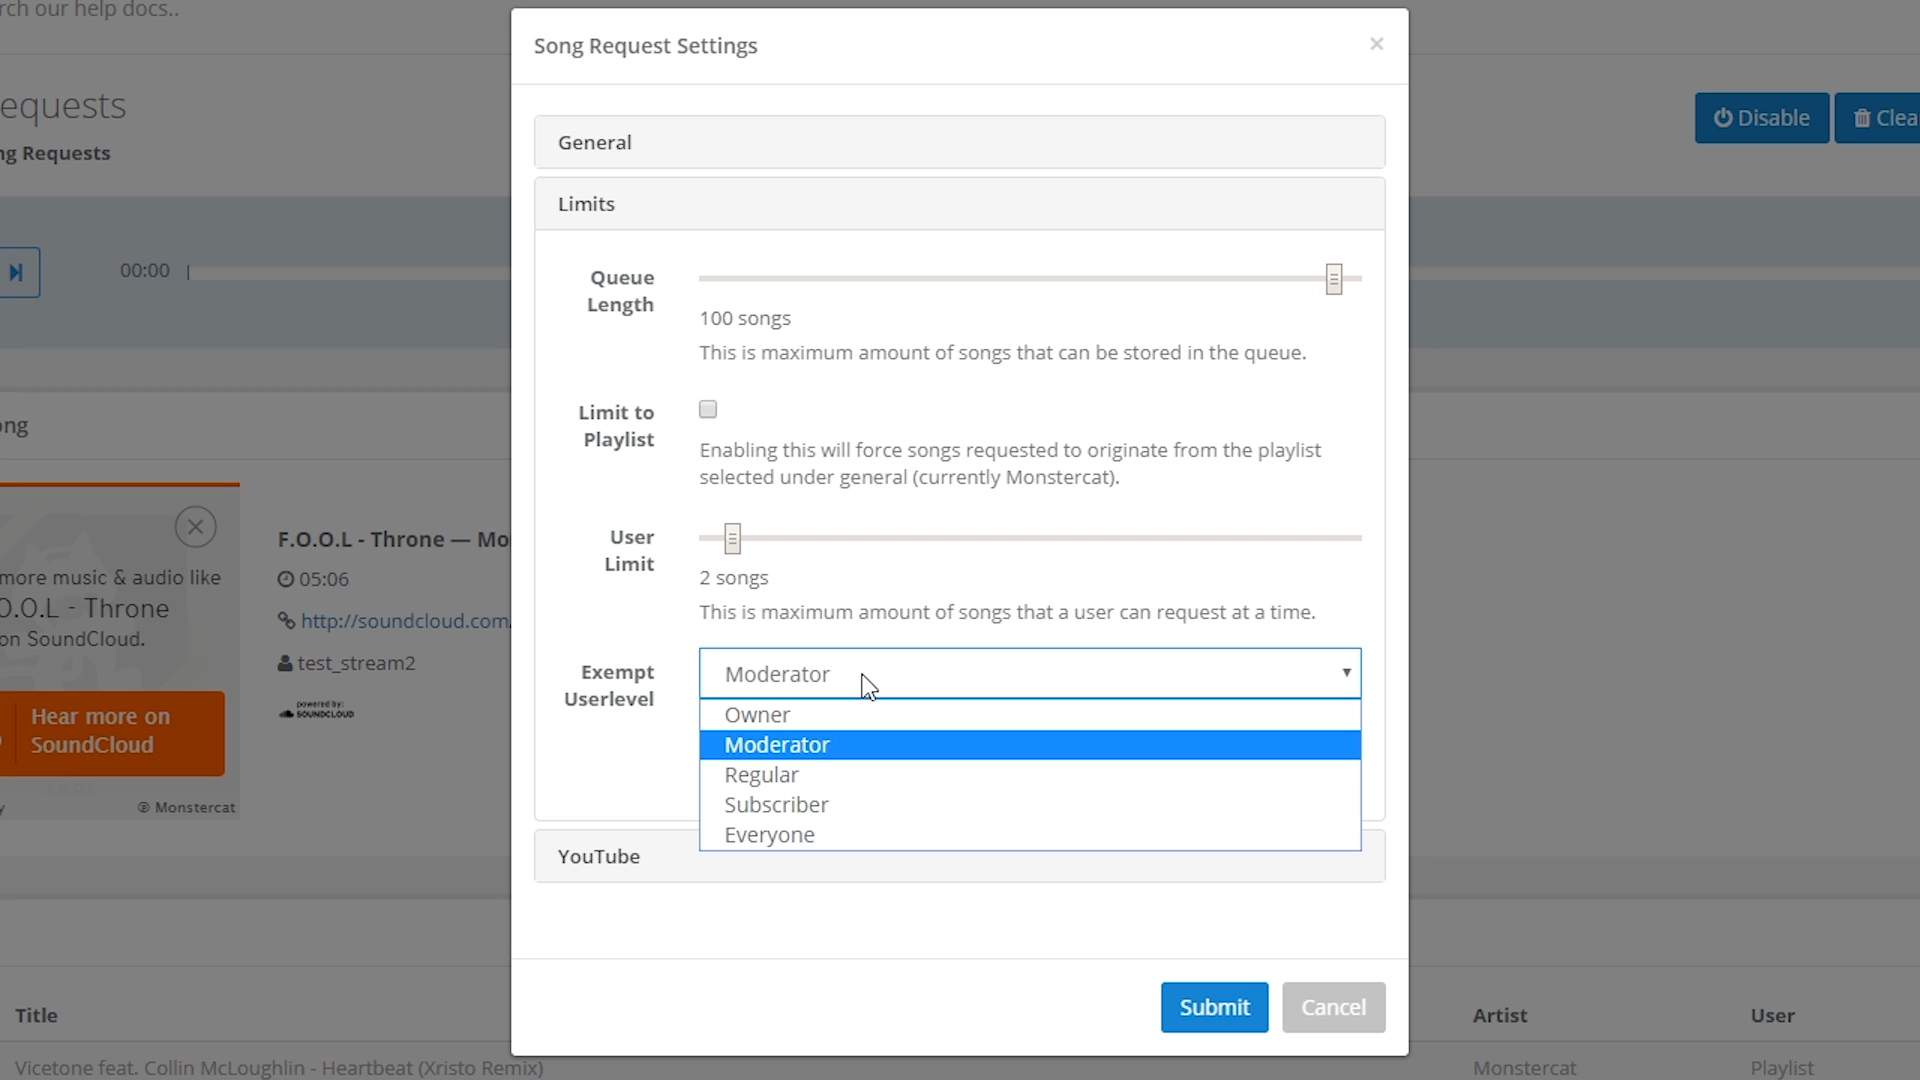 rch our help docs..
Song Request Settings
×
equests
ng Requests
Disable
Clea
General
Limits
00:00
Queue
Length
100 songs
This is maximum amount of songs that can be stored in the queue.
Limit to
Playlist
Enabling this will force songs requested to originate from the playlist
selected under general (currently Monstercat).
ong
F.O.O.L - Throne — Mo
05:06
http://soundcloud.com.
test_stream2
powered by:
SOUNDCLOUD
more music & audio like
O.O.L - Throne
on SoundCloud.
Hear more on
SoundCloud
y
℗ Monstercat
User
Limit
2 songs
This is maximum amount of songs that a user can request at a time.
Exempt
Userlevel
Moderator
Owner
Moderator
Regular
Subscriber
Everyone
YouTube
Submit
Cancel
Title
Artist
User
Vicetone feat. Collin McLoughlin - Heartbeat (Xristo Remix)
Monstercat
Playlist